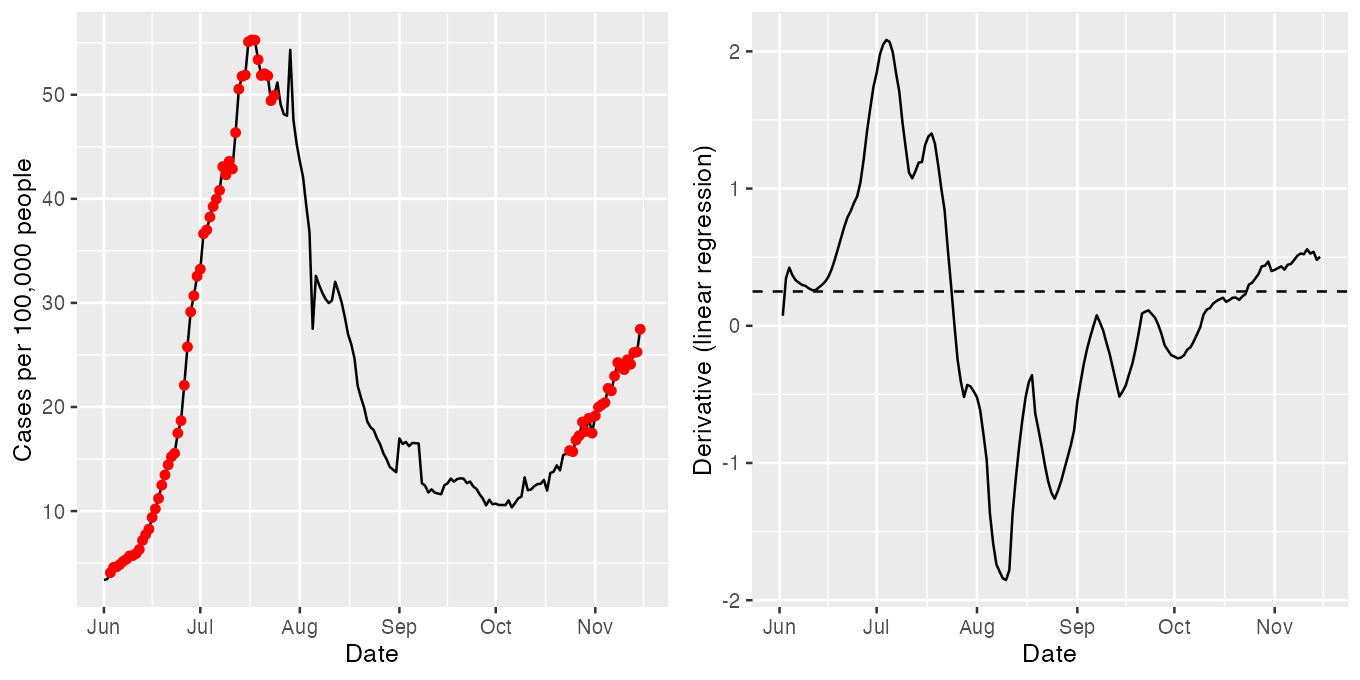 Cases per 100,000 people
50
40
30
20
10
Jun Jul Aug Sep Oct Nov
Date
Derivative (linear regression)
2
1
0
-1
-2
Jun Jul Aug Sep Oct Nov
Date